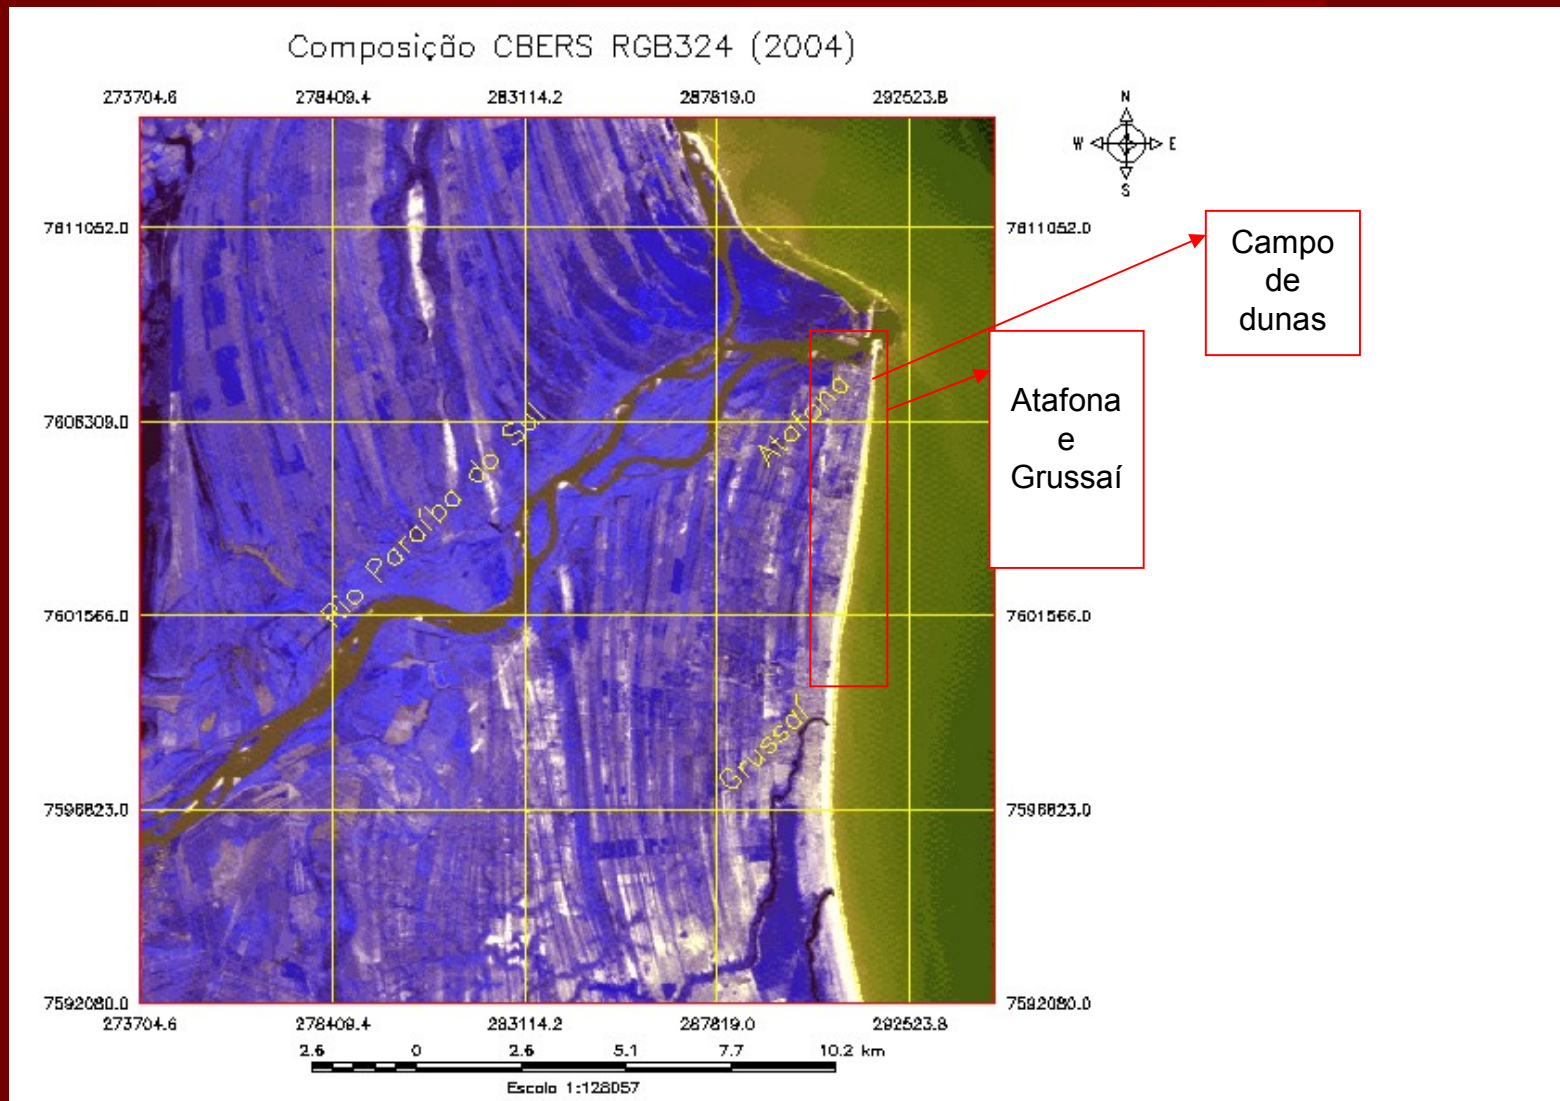 Composição CBERS RGB324 (2004)
273704.6 278409.4 283114.2 287819.0 292523.8
N
W E
S
7611052.0 7611052.0
Campo
de
dunas
Atafona
e
Grussaí
7606309.0
Atafona
Rio Paraíba do Sul
7601566.0 7601566.0
Grussaí
7596823.0 7596823.0
7592080.0 7592080.0
273704.6 278409.4 283114.2 287819.0 292523.8
2.6 0 2.6 5.1 7.7 10.2 km
Escala 1:128057